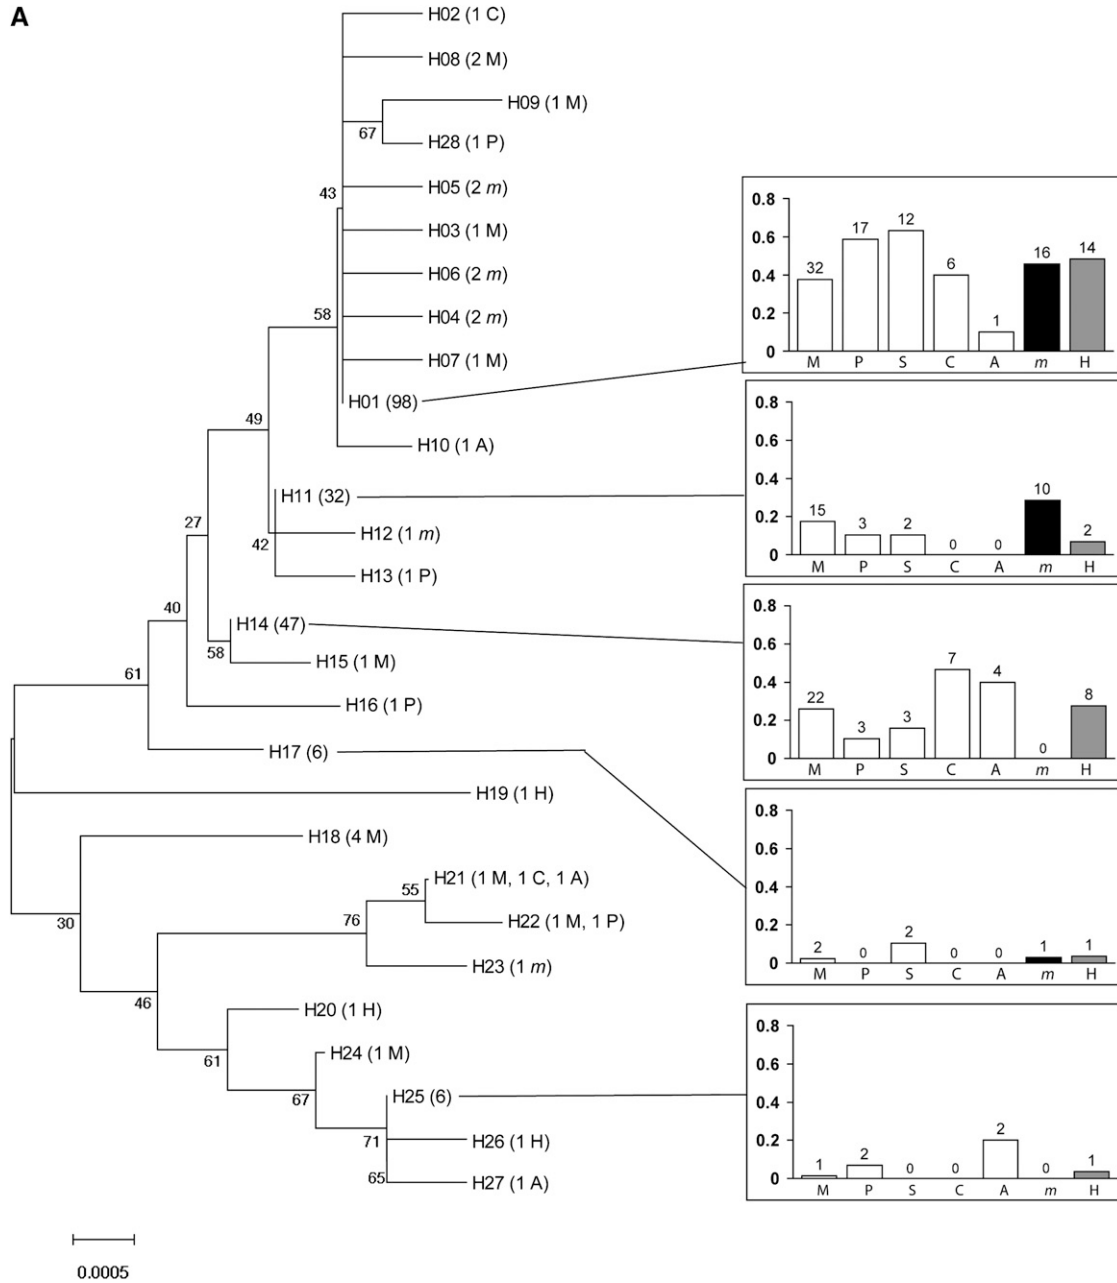 A
H02 (1 C)
H08 (2 M)
H09 (1 M)
67
H28 (1 P)
43
H05 (2 m)
H03 (1 M)
H06 (2 m)
58
H04 (2 m)
H07 (1 M)
H01 (98)
49
H10 (1 A)
H11 (32)
27
H12 (1 m)
42
H13 (1 P)
40
H14 (47)
58
H15 (1 M)
61
H16 (1 P)
H17 (6)
H19 (1 H)
H18 (4 M)
30
H21 (1 M, 1 C, 1 A)
55
76
H22 (1 M, 1 P)
H23 (1 m)
46
H20 (1 H)
61
H24 (1 M)
67
H25 (6)
71
H26 (1 H)
65
H27 (1 A)
0.0005
0.8
0.6
0.4
0.2
0
32 17 12 6 1 16 14
M P S C A m H
0.8
0.6
0.4
0.2
0
15 3 2 0 0 10 2
M P S C A m H
0.8
0.6
0.4
0.2
0
22 3 3 7 4 0 8
M P S C A m H
0.8
0.6
0.4
0.2
0
2 0 2 0 0 1 1
M P S C A m H
0.8
0.6
0.4
0.2
0
1 2 0 0 2 0 1
M P S C A m H